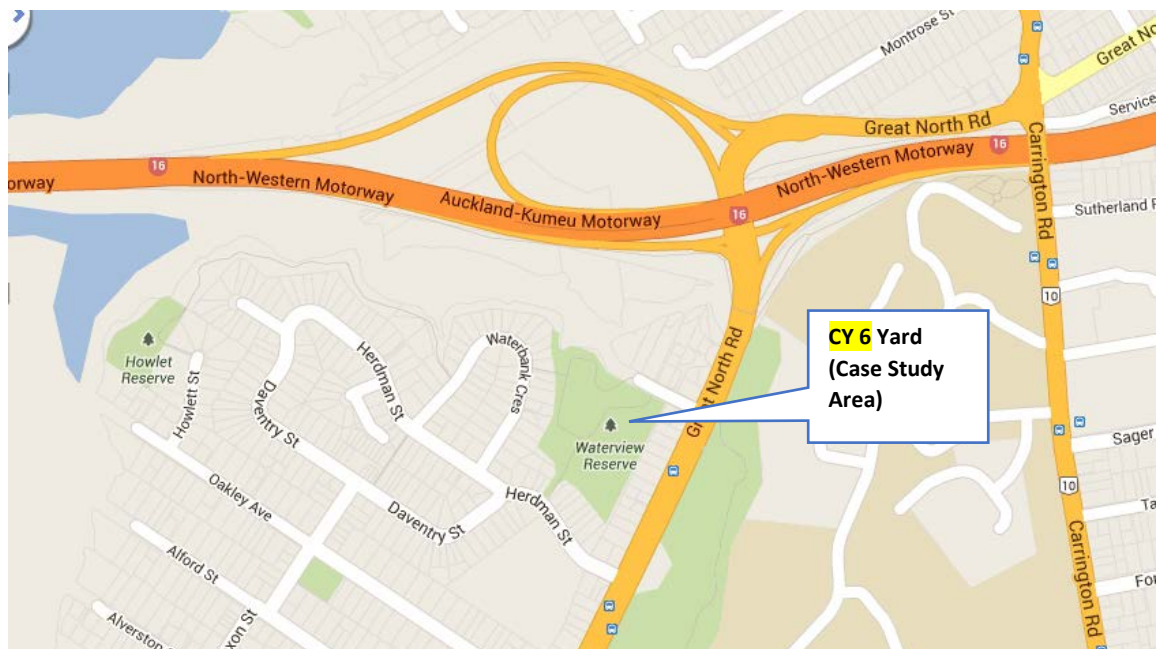 Montrose St
Great No
Service
Great North Rd
16
North-Western Motorway
16
Carrington Rd
16
orway
North-Western Motorway
Auckland-Kumeu Motorway
16
Sutherland
10
CY 6 Yard
(Case Study
Area)
Howlet
Reserve
Howlett St
Herdman St
Waterbank Cres
Daventry St
Great North Rd
Waterview
Reserve
Sager
10
Oakley Ave
Daventry St
Herdman St
Ta
Alford St
Carrington Rd
For
Alverston
xon St